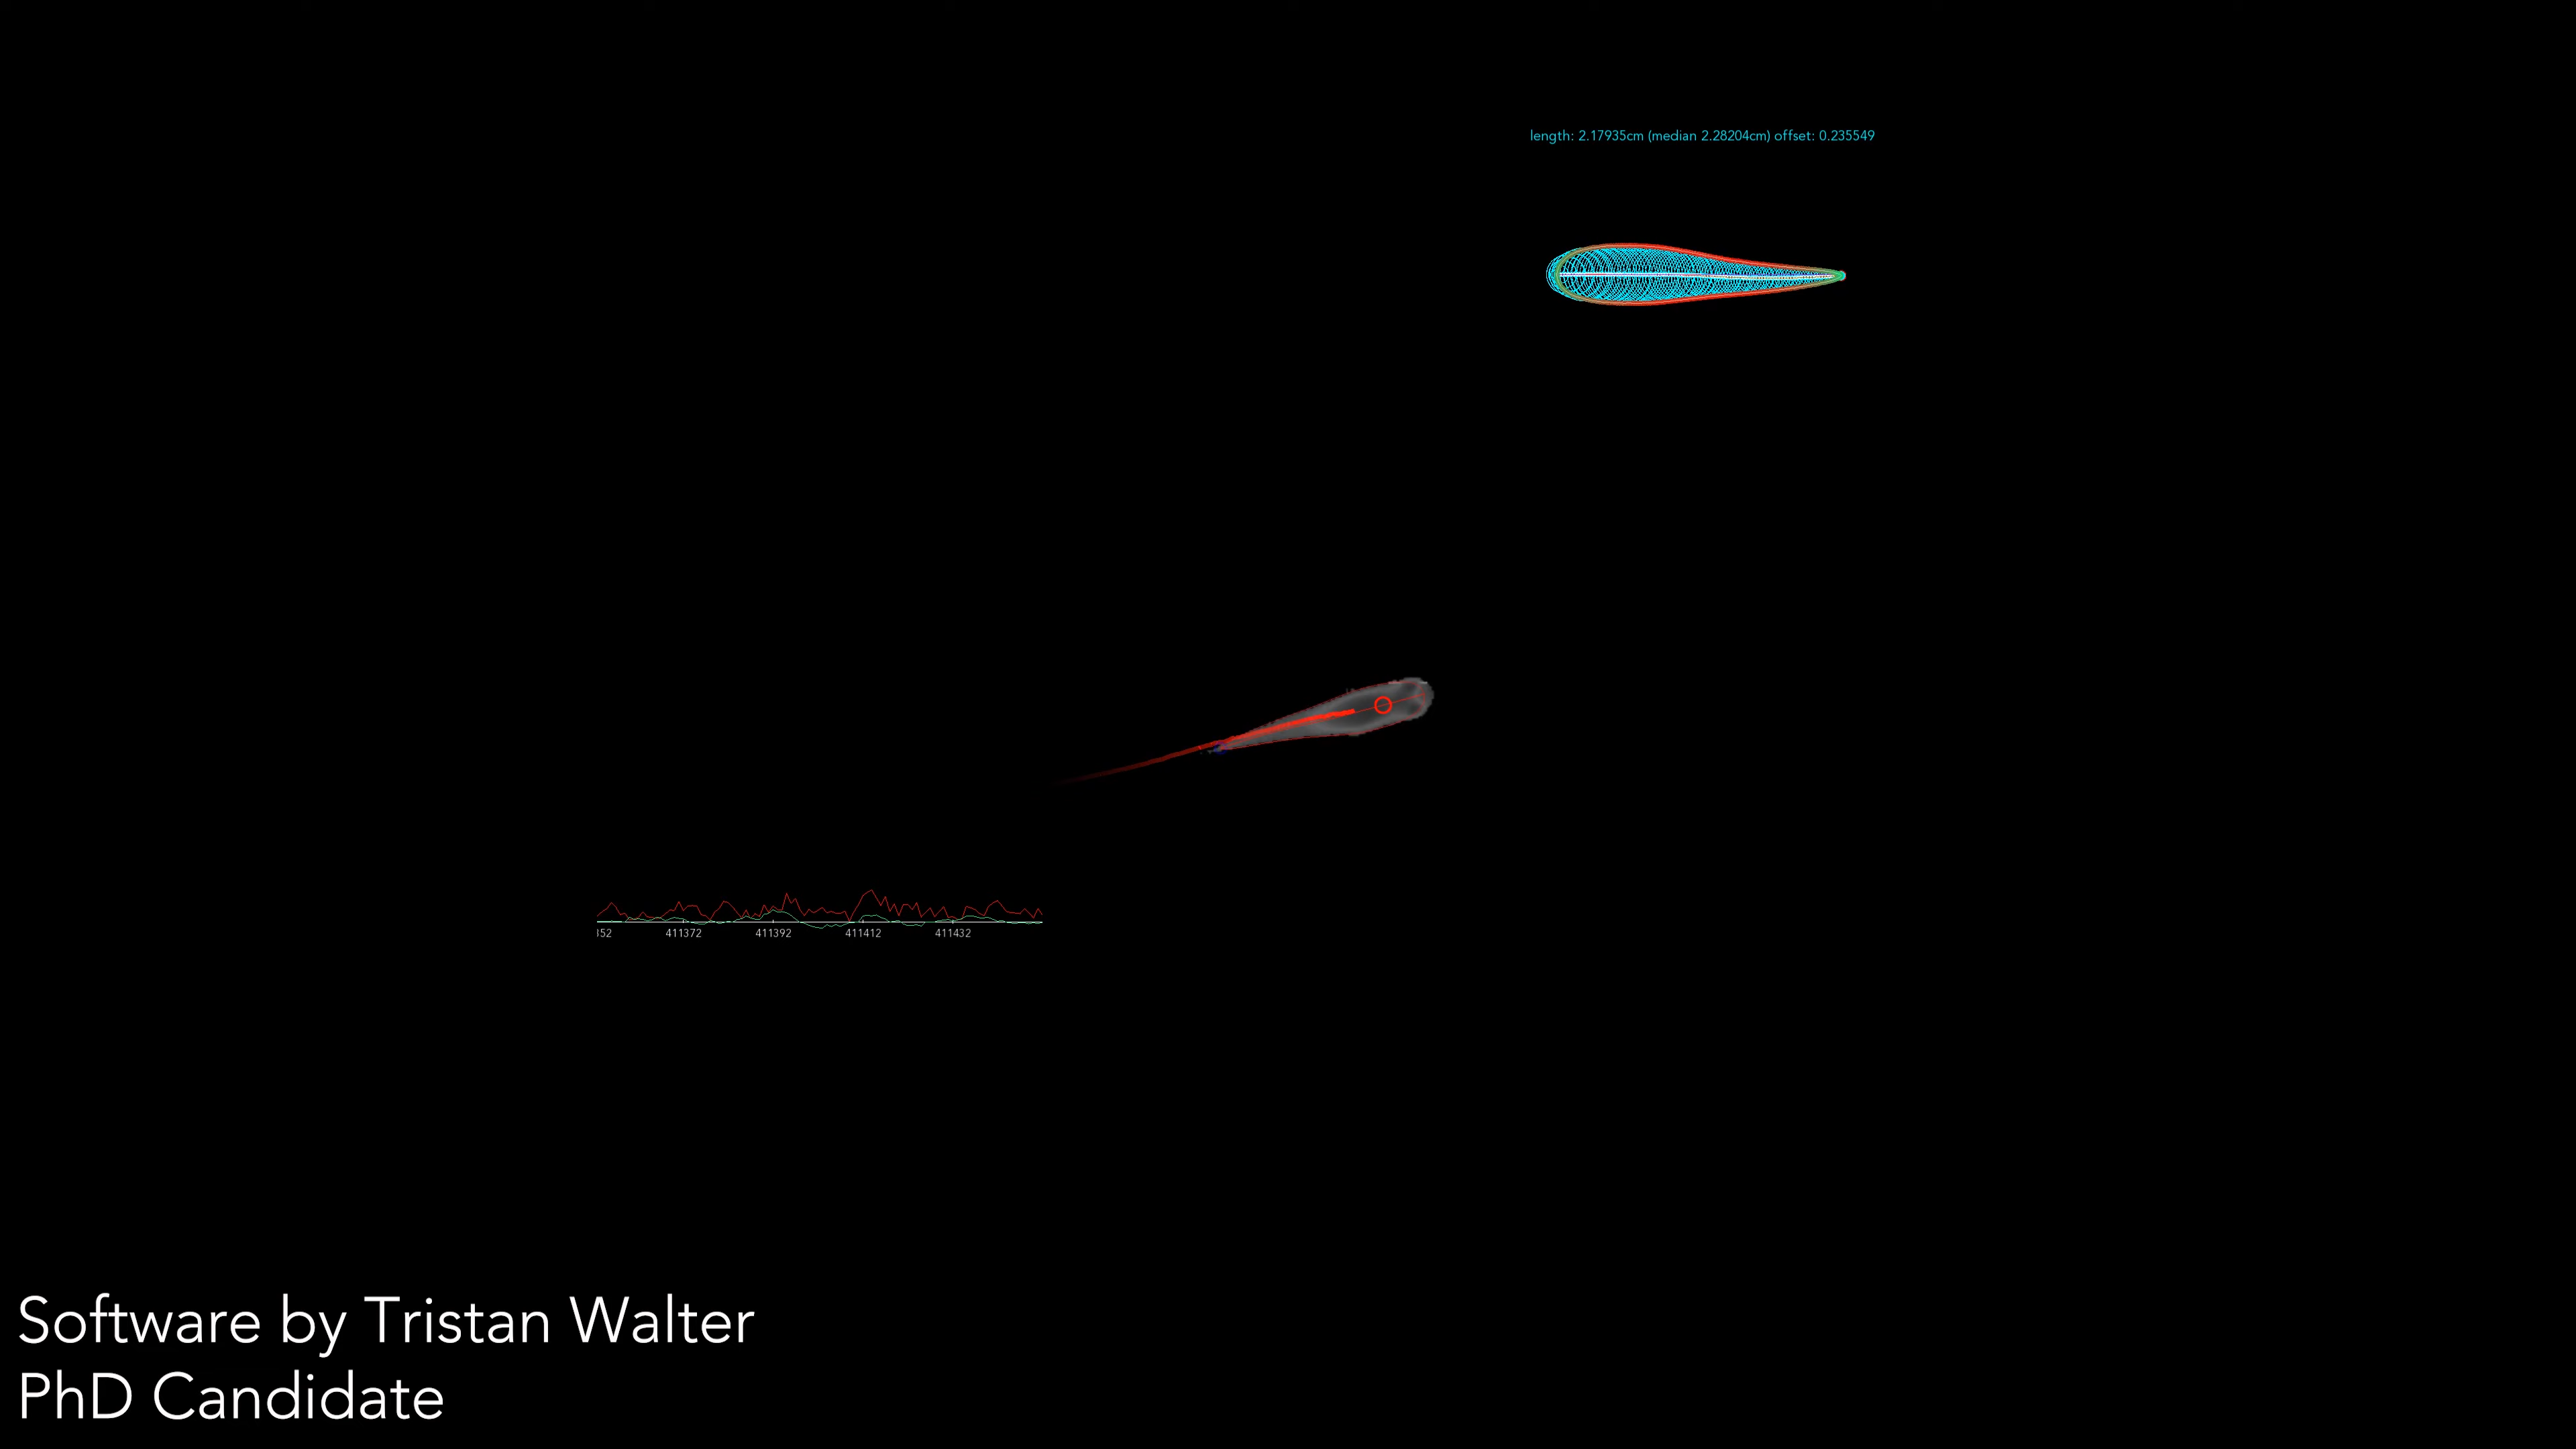 length: 2.17935cm (median 2.28204cm) offset: 0.235549
352 411372 411392 411412 411432
Software by Tristan Walter
PhD Candidate